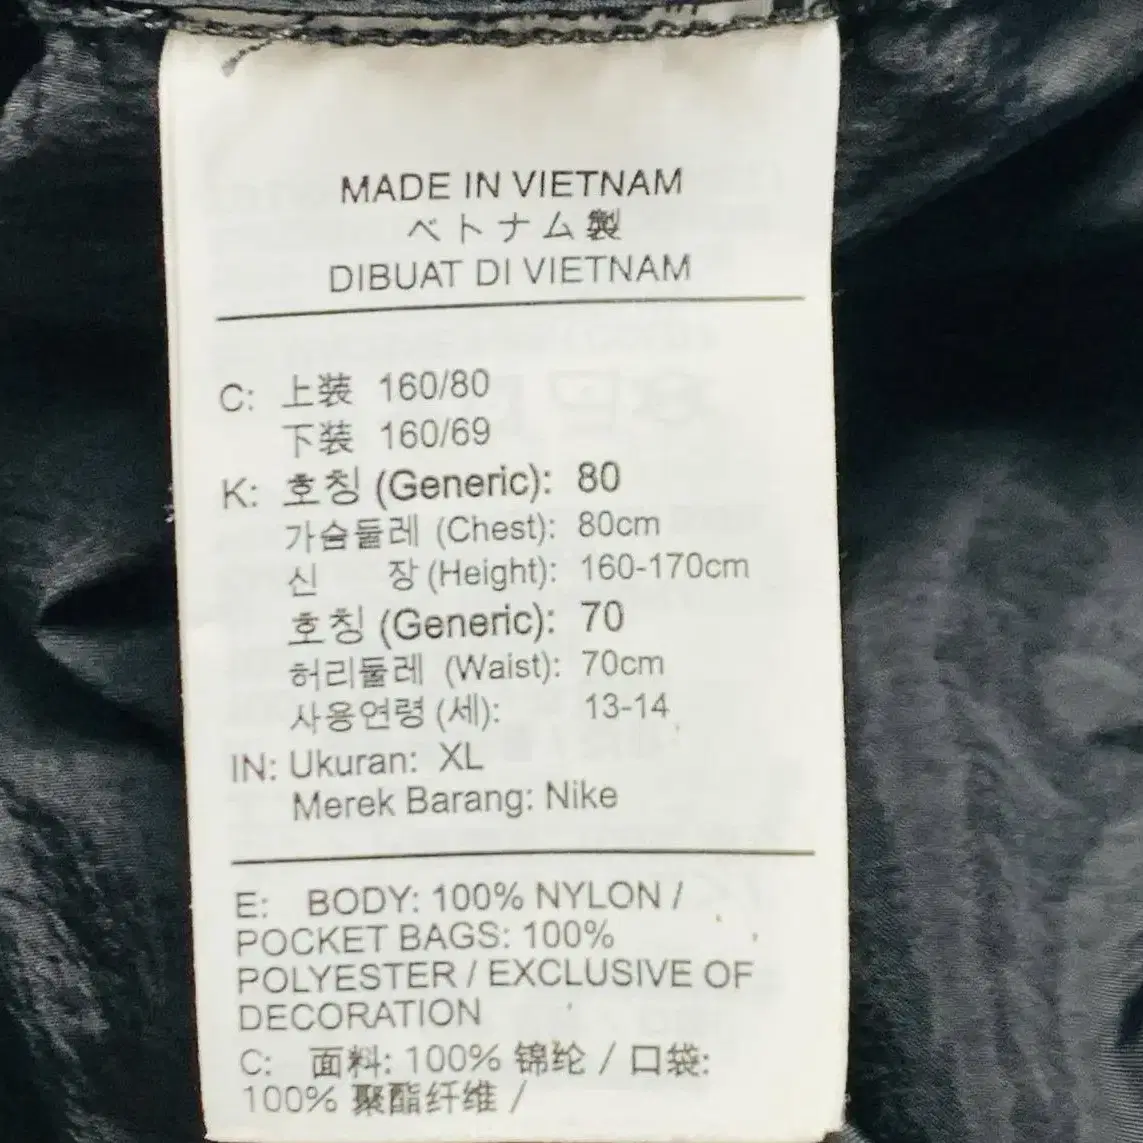 MADE IN VIETNAM
ベトナム製
DIBUAT DI VIETNAM
C: 上装 160/80
下装 160/69
K: 호칭 (Generic): 80
가슴둘레 (Chest): 80cm
신 장 (Height): 160-170cm
호칭 (Generic): 70
허리둘레 (Waist): 70cm
사용연령 (세): 13-14
IN: Ukuran: XL
Merek Barang: Nike
E: BODY: 100% NYLON /
POCKET BAGS: 100%
POLYESTER / EXCLUSIVE OF
DECORATION
C: 面料: 100% 锦纶 / 口袋:
100% 聚酯纤维 /